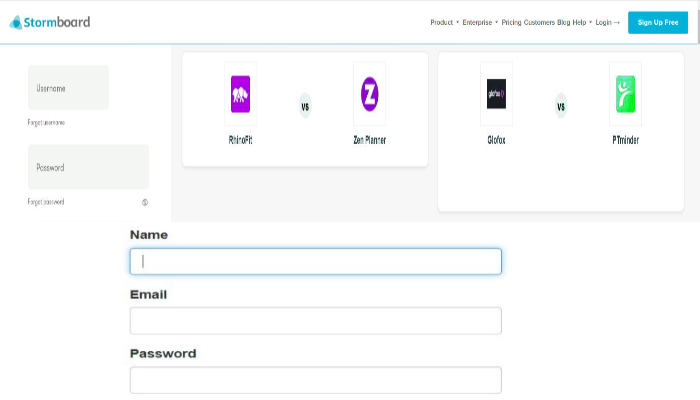 Stormboard
Product Enterprise Pricing Customers Blog Help Login → Sign Up Free
Username
Forgot username
Password
Forgot password
glofox
VS
VS
RhinoFit Zen Planner Glofox PTminder
Name
Email
Password